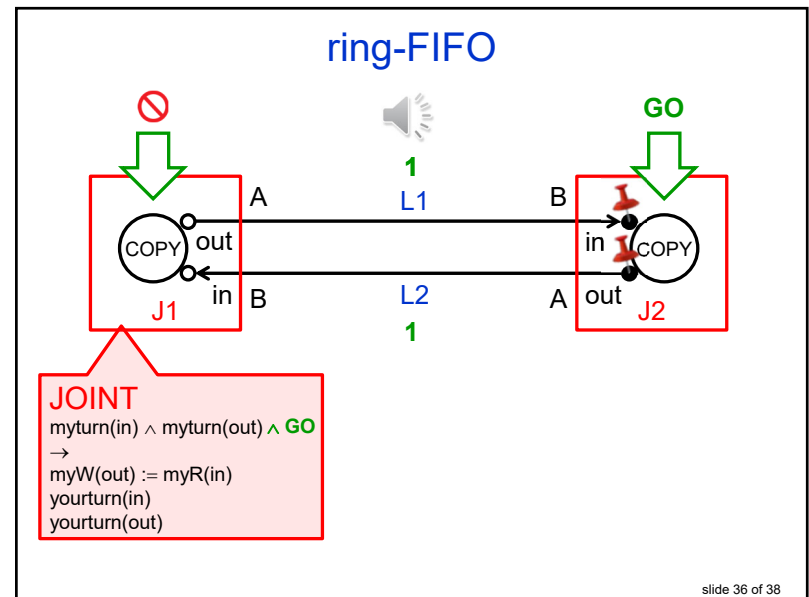 ring-FIFO
GO
1
A
L1
B
COPY
out
in
COPY
in
B
L2
A
out
J1
J2
1
JOINT
myturn(in) ∧ myturn(out) ∧ GO
→
myW(out) := myR(in)
yourturn(in)
yourturn(out)
slide 36 of 38